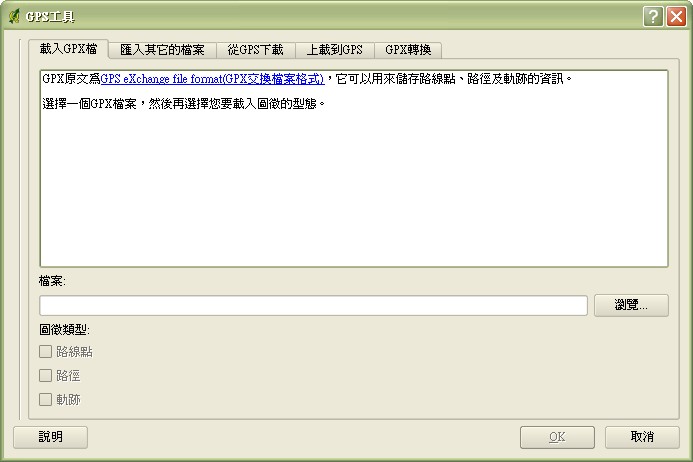 GPS工具
載入GPX檔 匯入其它的檔案 從GPS下載 上載到GPS GPX轉換
GPX原文為GPS eXchange file format(GPX交換檔案格式)，它可以用來儲存路線點、路徑及軌跡的資訊。
選擇一個GPX檔案，然後再選擇您要載入圖徵的型態。
檔案:
瀏覽...
圖徵類型:
路線點
路徑
軌跡
說明 OK 取消